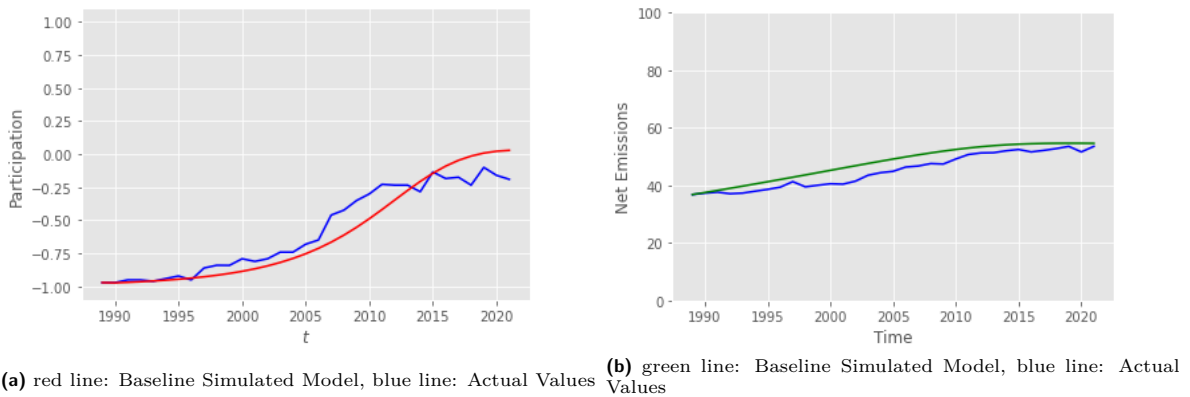 1.00
0.75
0.50
0.25
0.00
−0.25
−0.50
−0.75
−1.00
Participation
1990 1995 2000 2005 2010 2015 2020
t
100
80
60
40
20
0
Net Emissions
1990 1995 2000 2005 2010 2015 2020
Time
(a) red line: Baseline Simulated Model, blue line: Actual Values
(b) green line: Baseline Simulated Model, blue line: Actual
Values